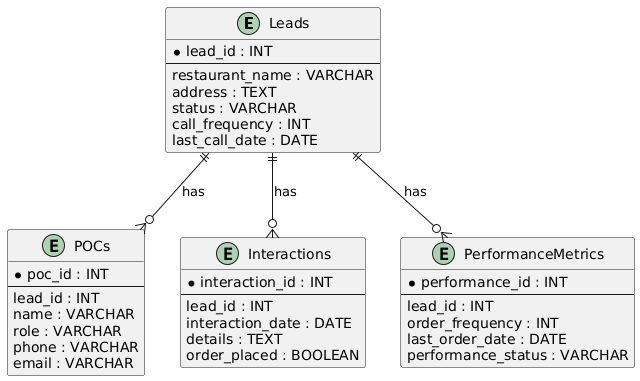 E Leads
* lead_id : INT
restaurant_name : VARCHAR
address : TEXT
status : VARCHAR
call_frequency : INT
last_call_date : DATE
has
has
has
E POCs
* poc_id : INT
lead_id : INT
name : VARCHAR
role : VARCHAR
phone : VARCHAR
email : VARCHAR
E Interactions
* interaction_id : INT
lead_id : INT
interaction_date : DATE
details : TEXT
order_placed : BOOLEAN
E PerformanceMetrics
* performance_id : INT
lead_id : INT
order_frequency : INT
last_order_date : DATE
performance_status : VARCHAR